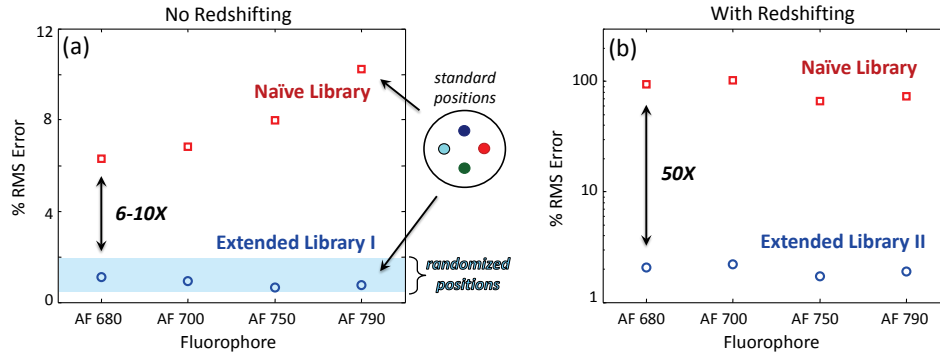 No Redshifting
(a)
12
8
4
0
% RMS Error
Naïve Library
6-10X
Extended Library I
standard
positions
randomized
positions
AF 680 AF 700 AF 750 AF 790
Fluorophore
With Redshifting
(b)
100
10
1
% RMS Error
Naïve Library
50X
Extended Library II
AF 680 AF 700 AF 750 AF 790
Fluorophore